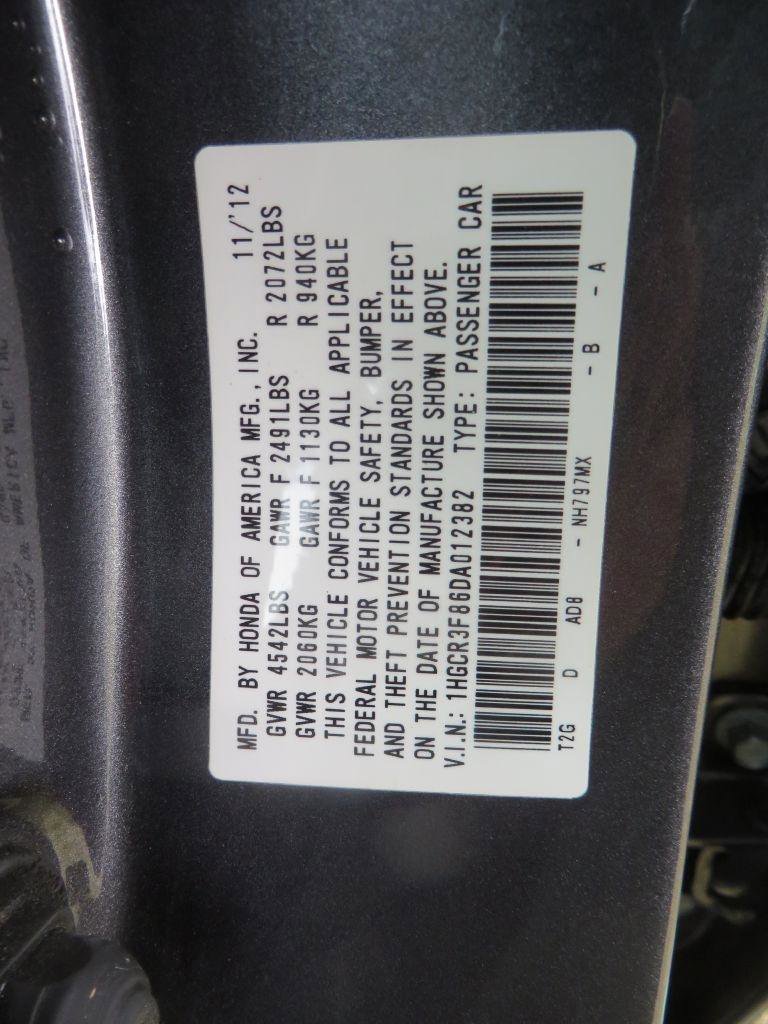 MFD. BY HONDA OF AMERICA MFG., INC. 11/'12
GVWR 4542LBS GAWR F 2491LBS R 2072LBS
GVWR 2060KG GAWR F 1130KG R 940KG
THIS VEHICLE CONFORMS TO ALL APPLICABLE
FEDERAL MOTOR VEHICLE SAFETY, BUMPER,
AND THEFT PREVENTION STANDARDS IN EFFECT
ON THE DATE OF MANUFACTURE SHOWN ABOVE.
V.I.N.: 1HGCR3F86DA012382 TYPE: PASSENGER CAR
T2G D AD8 - NH797MX - B - A